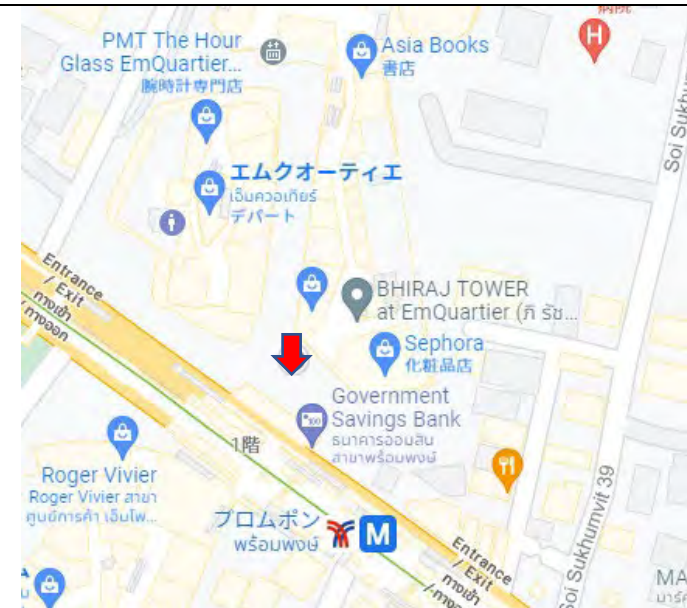 病院
H
PMT The Hour
Glass EmQuartier...
腕時計専門店
Asia Books
書店
Soi Sukhum
エムクオーティエ
เอ็มควอเทียร์
デパート
Entrance
/ Exit
ทางเข้า
/ ทางออก
BHIRAJ TOWER
at EmQuartier (ภิ รัช...
Sephora
化粧品店
Government
Savings Bank
ธนาคารออมสิน
สาขาพร้อมพงษ์
1階
Roger Vivier
Roger Vivier สาขา
ศูนย์การค้า เอ็มโพ...
プロムポン
พร้อมพงษ์
M
Entrance
/ Exit
ทางเข้า
Soi Sukhumvit 39
MA